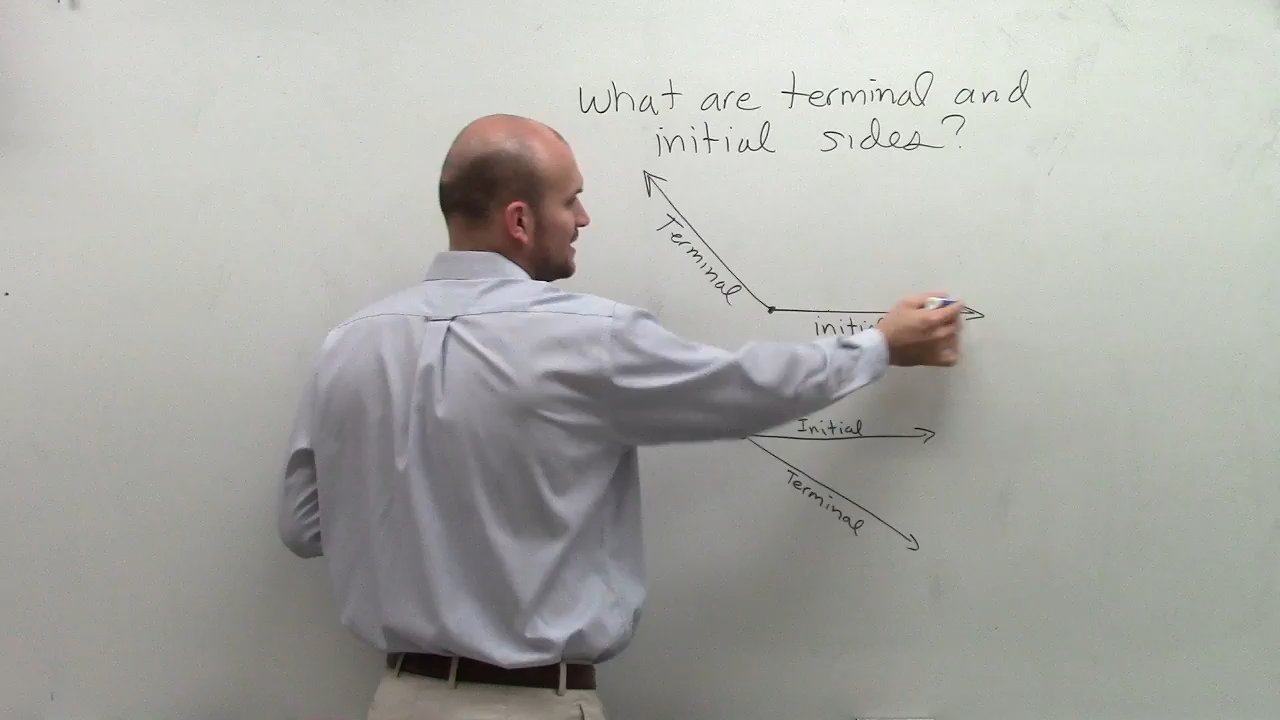 What are terminal and
initial sides?
Terminal
Initial
Terminal